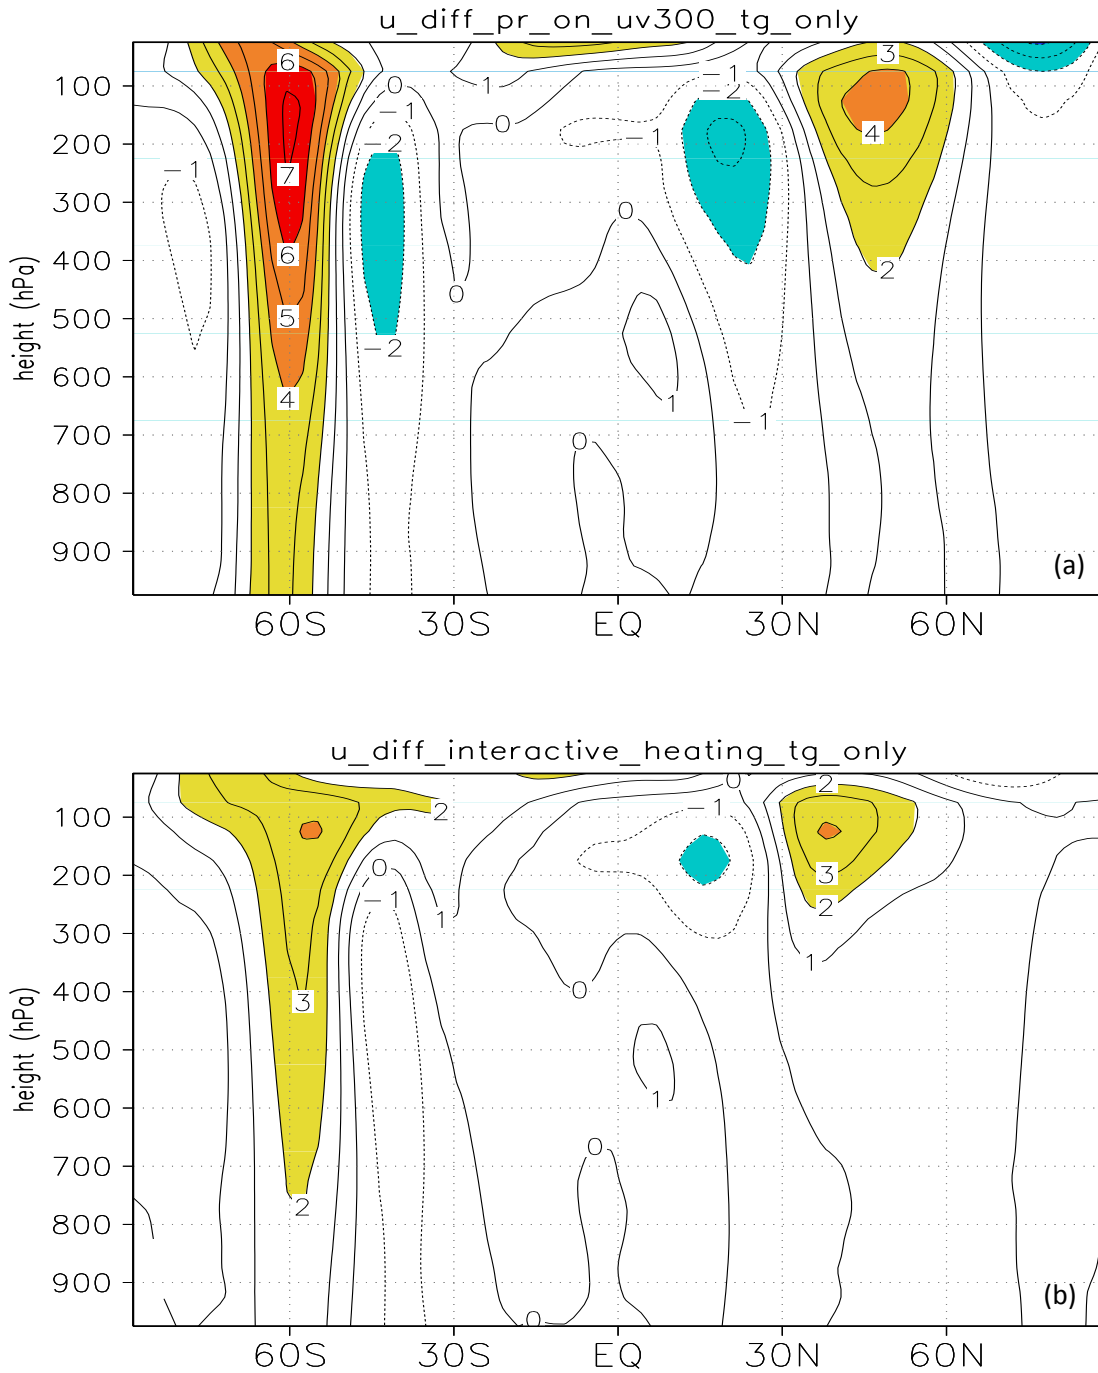 u_diff_pr_on_uv300_tg_only
6 3
0 1 -1
100
-2
-1 0
4
200 -2 -1
-1 7
300 0
400 6 2
0
500 5
-2
600
4 1
-1
700 0
800
900
height (hPa)
(a)
60S 30S EQ 30N 60N
u_diff_interactive_heating_tg_only
0 2
100 2 -1
0 3
200
-1 2
1
300
1
400 3 0
500
600 1
700 0
2
800
900
0
height (hPa)
(b)
60S 30S EQ 30N 60N